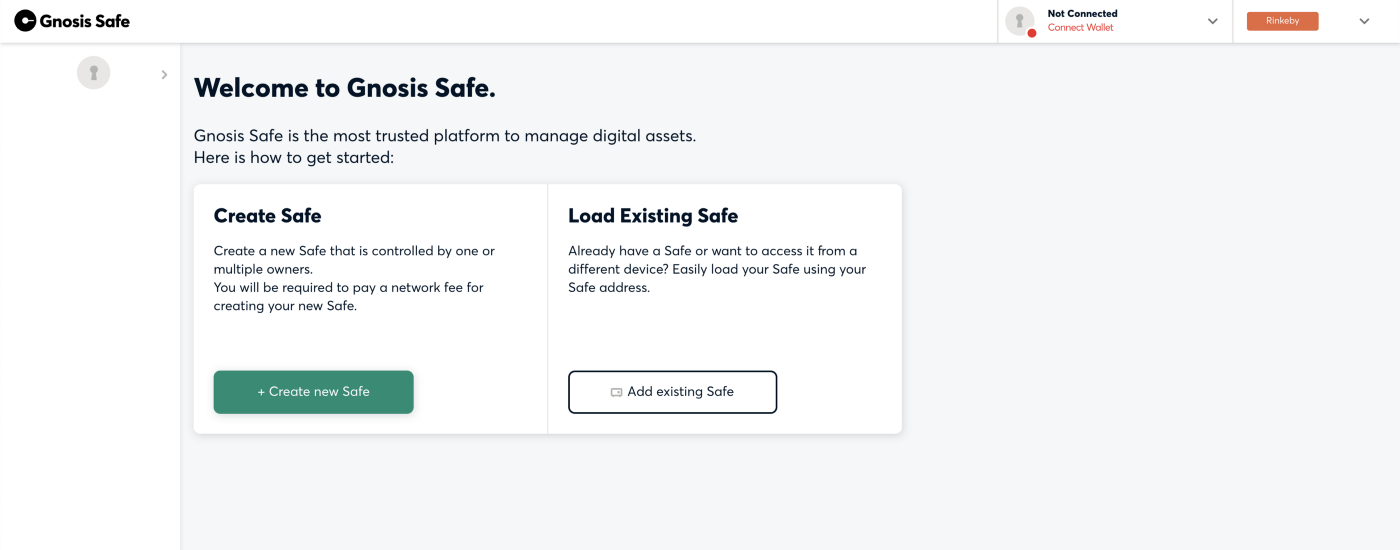 Gnosis Safe
Not Connected
Connect Wallet
Rinkeby
Welcome to Gnosis Safe.
Gnosis Safe is the most trusted platform to manage digital assets.
Here is how to get started:
Create Safe
Create a new Safe that is controlled by one or
multiple owners.
You will be required to pay a network fee for
creating your new Safe.
+ Create new Safe
Load Existing Safe
Already have a Safe or want to access it from a
different device? Easily load your Safe using your
Safe address.
Add existing Safe